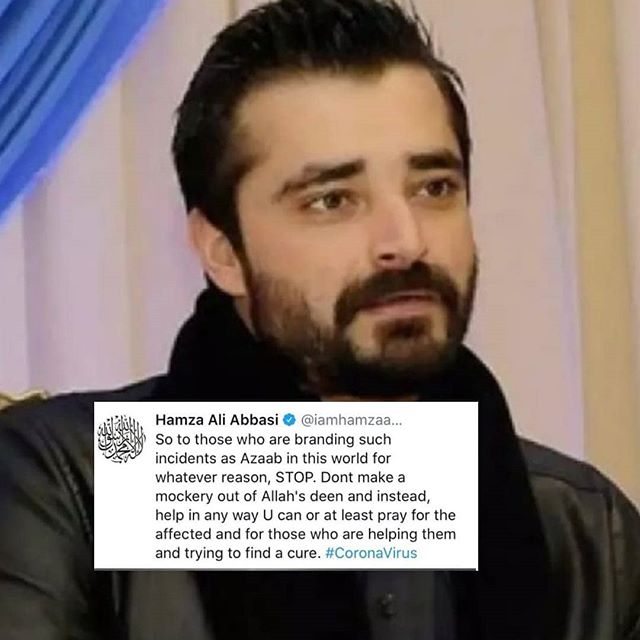 Hamza Ali Abbasi @iamhamzaa...
So to those who are branding such
incidents as Azaab in this world for
whatever reason, STOP. Dont make a
mockery out of Allah's deen and instead,
help in any way U can or at least pray for the
affected and for those who are helping them
and trying to find a cure. #CoronaVirus